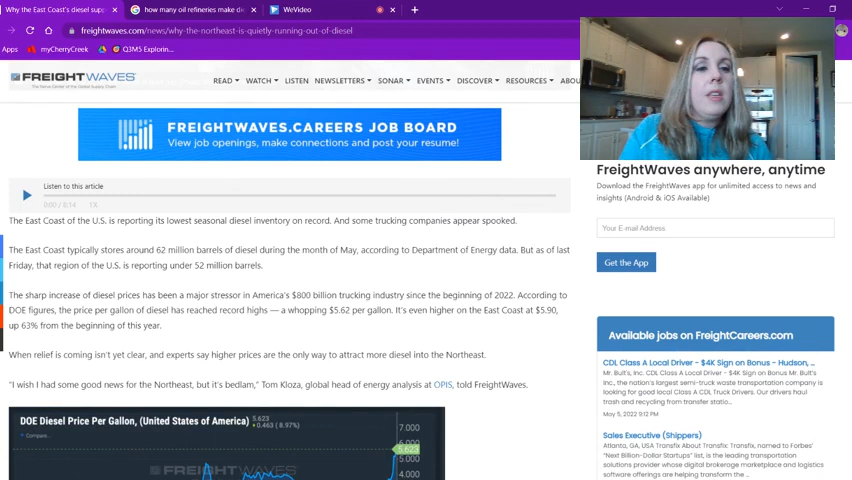 Why the East Coast's diesel supp
how many oil refineries make die
WeVideo
freightwaves.com/news/why-the-northeast-is-quietly-running-out-of-diesel
Apps
myCherryCreek
Q3M5 Explorin...
FREIGHTWAVES
The Nerve Center of the Global Supply Chain
READ
WATCH
LISTEN
NEWSLETTERS
SONAR
EVENTS
DISCOVER
RESOURCES
ABOU
FREIGHTWAVES.CAREERS JOB BOARD
View job openings, make connections and post your resume!
Listen to this article
0:00 / 8:14 1X
The East Coast of the U.S. is reporting its lowest seasonal diesel inventory on record. And some trucking companies appear spooked.
The East Coast typically stores around 62 million barrels of diesel during the month of May, according to Department of Energy data. But as of last
Friday, that region of the U.S. is reporting under 52 million barrels.
The sharp increase of diesel prices has been a major stressor in America's $800 billion trucking industry since the beginning of 2022. According to
DOE figures, the price per gallon of diesel has reached record highs — a whopping $5.62 per gallon. It's even higher on the East Coast at $5.90,
up 63% from the beginning of this year.
When relief is coming isn't yet clear, and experts say higher prices are the only way to attract more diesel into the Northeast.
"I wish I had some good news for the Northeast, but it's bedlam," Tom Kloza, global head of energy analysis at OPIS, told FreightWaves.
DOE Diesel Price Per Gallon, (United States of America)
5.623
0.463 (8.97%)
Compare...
7.000
6.000
5.623
5.000
4.000
FREIGHTWAVES
FreightWaves anywhere, anytime
Download the FreightWaves app for unlimited access to news and
insights (Android & iOS Available)
Your E-mail Address
Get the App
Available jobs on FreightCareers.com
CDL Class A Local Driver - $4K Sign on Bonus - Hudson, ...
Mr. Bult's, Inc. CDL Class A Local Driver - $4K Sign on Bonus Mr. Bult's
Inc., the nation's largest semi-truck waste transportation company is
looking for good local Class A CDL Truck Drivers. Our drivers haul
trash and recycling from transfer statio...
May 5, 2022 9:12 PM
Sales Executive (Shippers)
Atlanta, GA, USA Transfix About Transfix: Transfix, named to Forbes'
"Next Billion-Dollar Startups" list, is the leading transportation
solutions provider whose digital brokerage marketplace and logistics
software offerings are helping transform the...